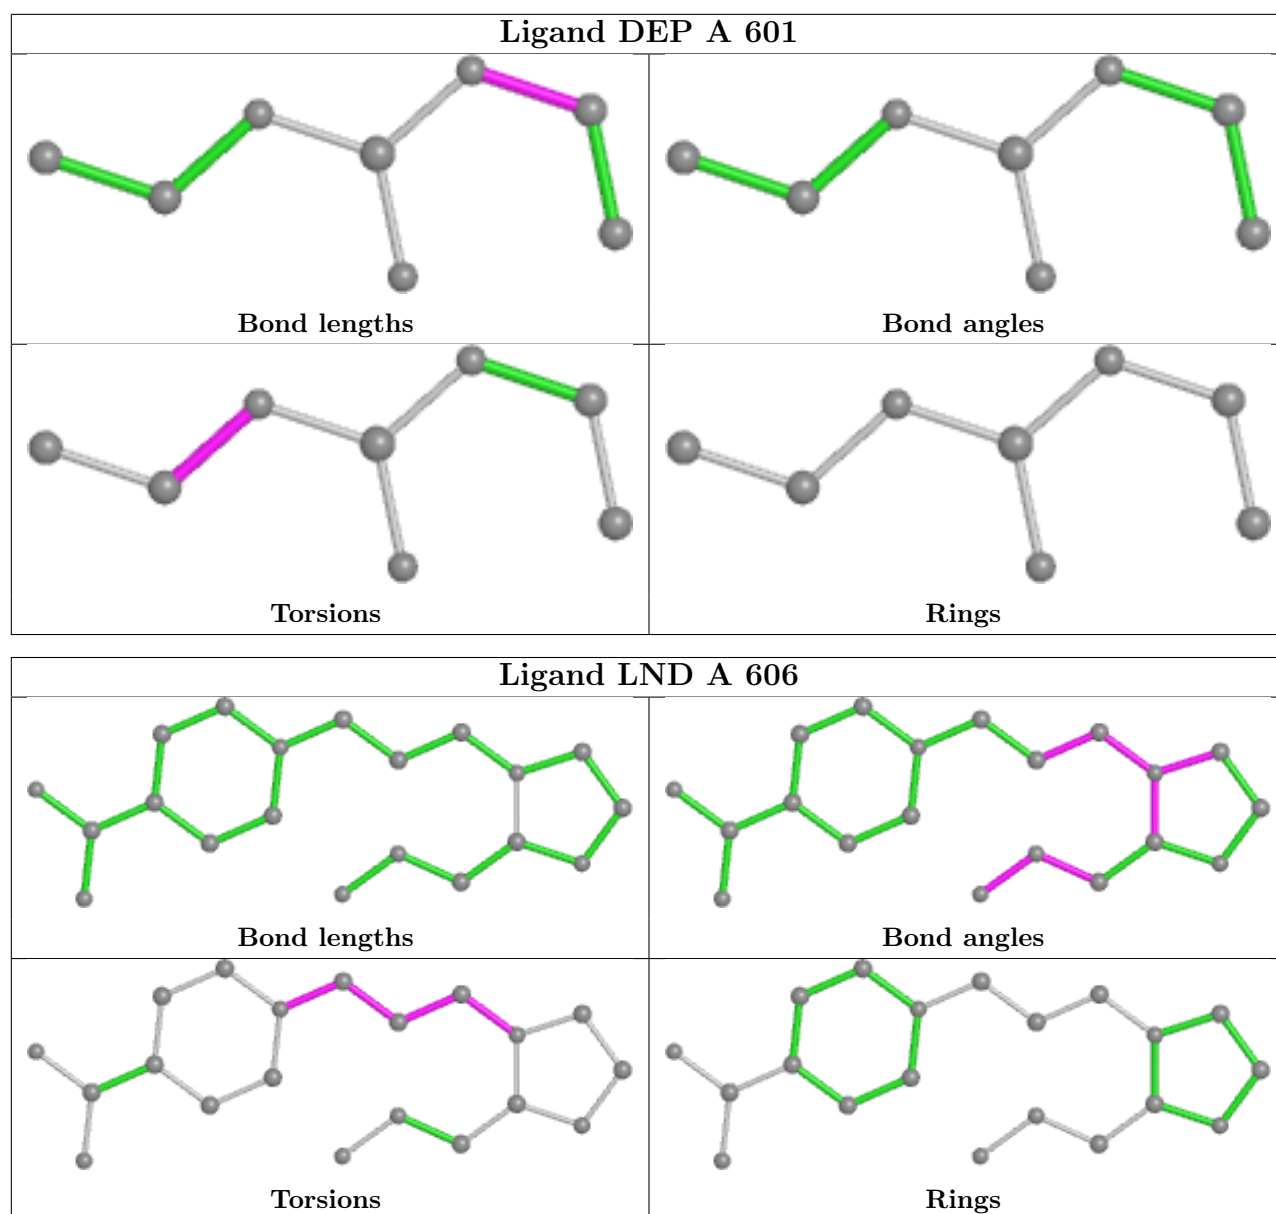 Ligand DEP A 601
Bond lengths
Bond angles
Torsions
Rings
Ligand LND A 606
Bond lengths
Bond angles
Torsions
Rings